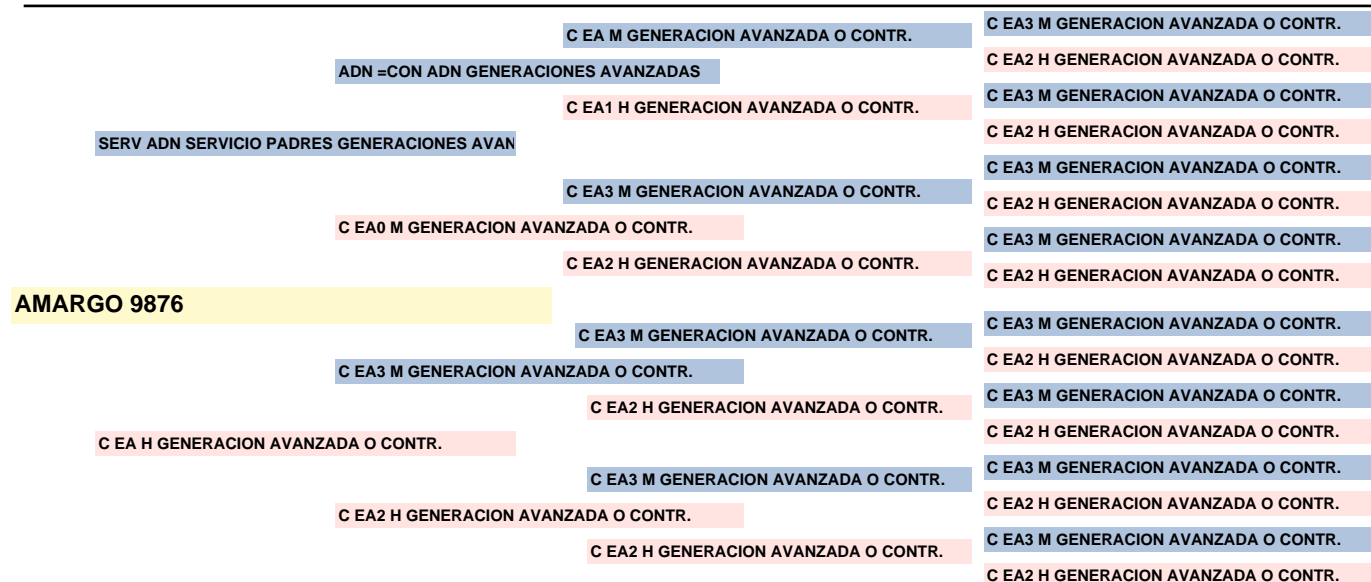 C EA3 M GENERACION AVANZADA O CONTR.
C EA M GENERACION AVANZADA O CONTR.
C EA2 H GENERACION AVANZADA O CONTR.
ADN =CON ADN GENERACIONES AVANZADAS
C EA3 M GENERACION AVANZADA O CONTR.
C EA1 H GENERACION AVANZADA O CONTR.
C EA2 H GENERACION AVANZADA O CONTR.
SERV ADN SERVICIO PADRES GENERACIONES AVAN
C EA3 M GENERACION AVANZADA O CONTR.
C EA3 M GENERACION AVANZADA O CONTR.
C EA2 H GENERACION AVANZADA O CONTR.
C EA0 M GENERACION AVANZADA O CONTR.
C EA3 M GENERACION AVANZADA O CONTR.
C EA2 H GENERACION AVANZADA O CONTR.
C EA2 H GENERACION AVANZADA O CONTR.
AMARGO 9876
C EA3 M GENERACION AVANZADA O CONTR.
C EA3 M GENERACION AVANZADA O CONTR.
C EA2 H GENERACION AVANZADA O CONTR.
C EA3 M GENERACION AVANZADA O CONTR.
C EA3 M GENERACION AVANZADA O CONTR.
C EA2 H GENERACION AVANZADA O CONTR.
C EA2 H GENERACION AVANZADA O CONTR.
C EA H GENERACION AVANZADA O CONTR.
C EA3 M GENERACION AVANZADA O CONTR.
C EA3 M GENERACION AVANZADA O CONTR.
C EA2 H GENERACION AVANZADA O CONTR.
C EA2 H GENERACION AVANZADA O CONTR.
C EA3 M GENERACION AVANZADA O CONTR.
C EA2 H GENERACION AVANZADA O CONTR.
C EA2 H GENERACION AVANZADA O CONTR.